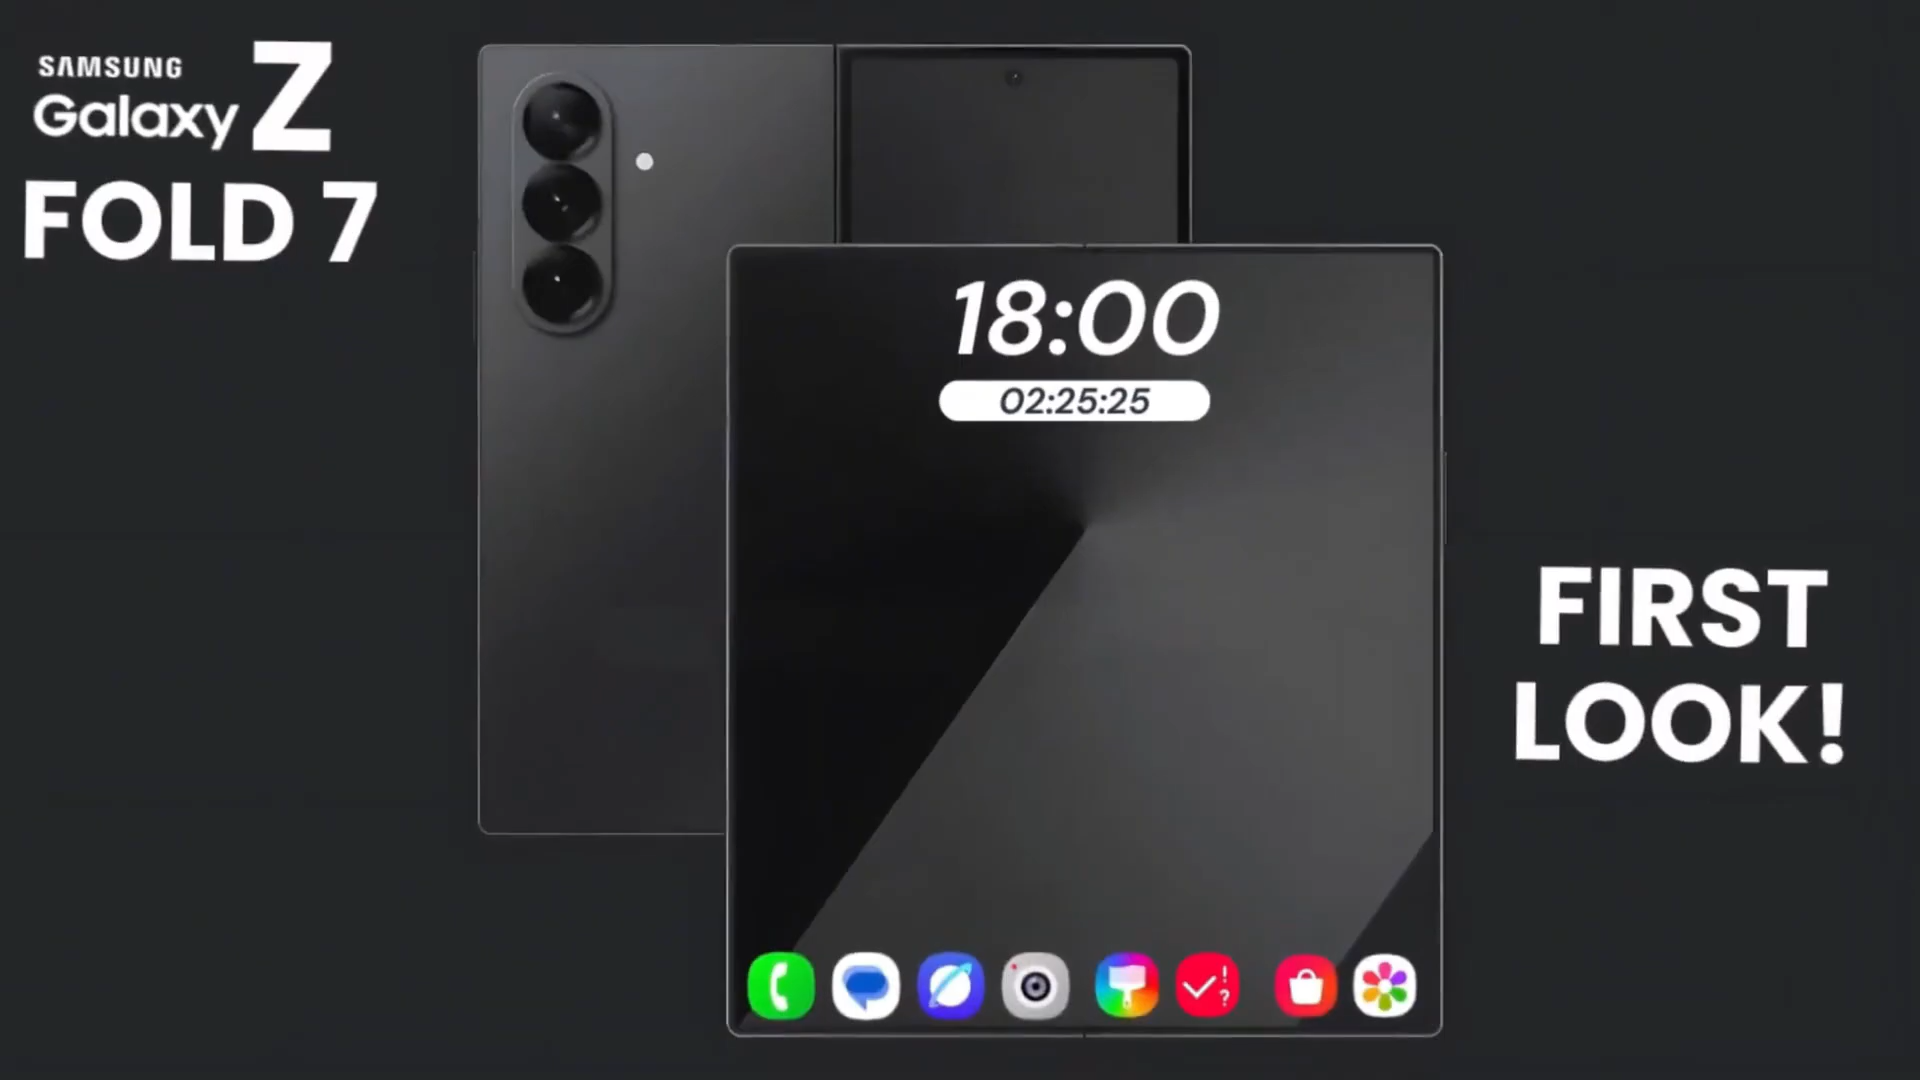 SAMSUNG
Galaxy Z
FOLD 7
18:00
02:25:25
! ?
FIRST
LOOK!